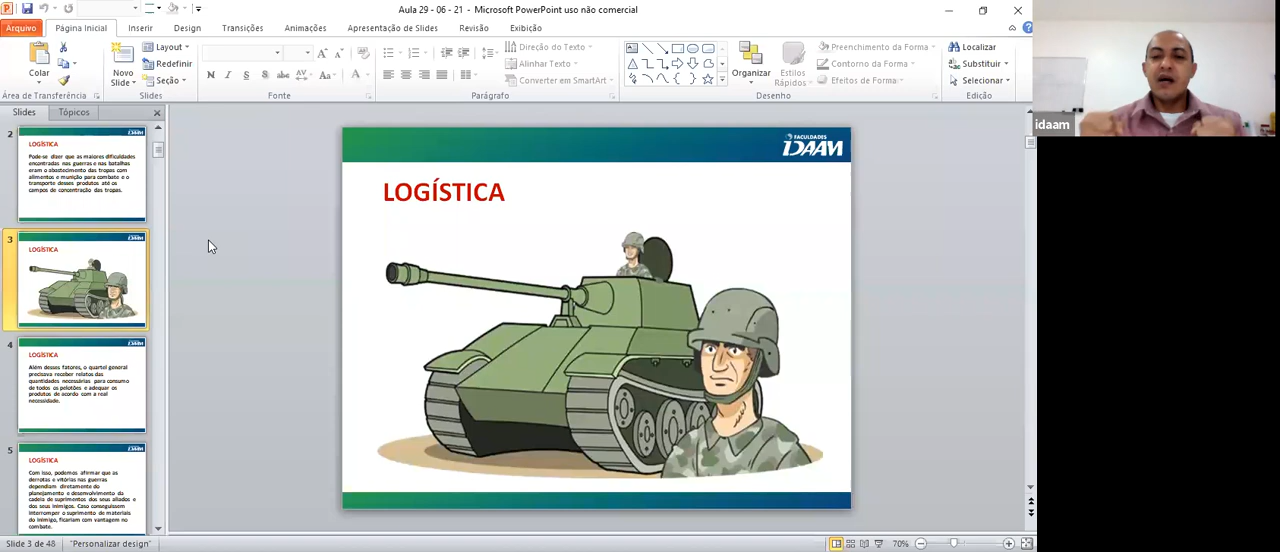 Aula 29 - 06 - 21 - Microsoft PowerPoint uso não comercial
Arquivo Página Inicial Inserir Design Transições Animações Apresentação de Slides Revisão Exibição
Colar
Área de Transferência
Novo Slide
Layout
Redefinir
Seção
Slides
N I S S abc AV Aa A
Fonte
Parágrafo
Direção do Texto
Alinhar Texto
Converter em SmartArt
Organizar
Estilos Rápidos
Preenchimento da Forma
Contorno da Forma
Efeitos de Forma
Desenho
Localizar
Substituir
Selecionar
Edição
idaam
Slides Tópicos
2
LOGÍSTICA
Pode-se dizer que as maiores dificuldades
encontradas nas guerras e nas batalhas
eram o abastecimento das tropas com
alimentos e munição para combate e o
transporte desses produtos até os
campos de concentração das tropas.
3
LOGÍSTICA
4
LOGÍSTICA
Além desses fatores, o quartel general
precisava receber relatos das
quantidades necessárias para consumo
de todos os pelotões e adequar os
produtos de acordo com a real
necessidade.
5
LOGÍSTICA
Com isso, podemos afirmar que as
derrotas e vitórias nas guerras
dependiam diretamente do
planejamento e desenvolvimento da
cadeia de suprimentos dos seus aliados e
dos seus inimigos. Caso conseguissem
interromper o suprimento de materiais
do inimigo, ficariam com vantagem no
combate.
FACULDADES
IDAAM
LOGÍSTICA
Slide 3 de 48 "Personalizar design" 70%